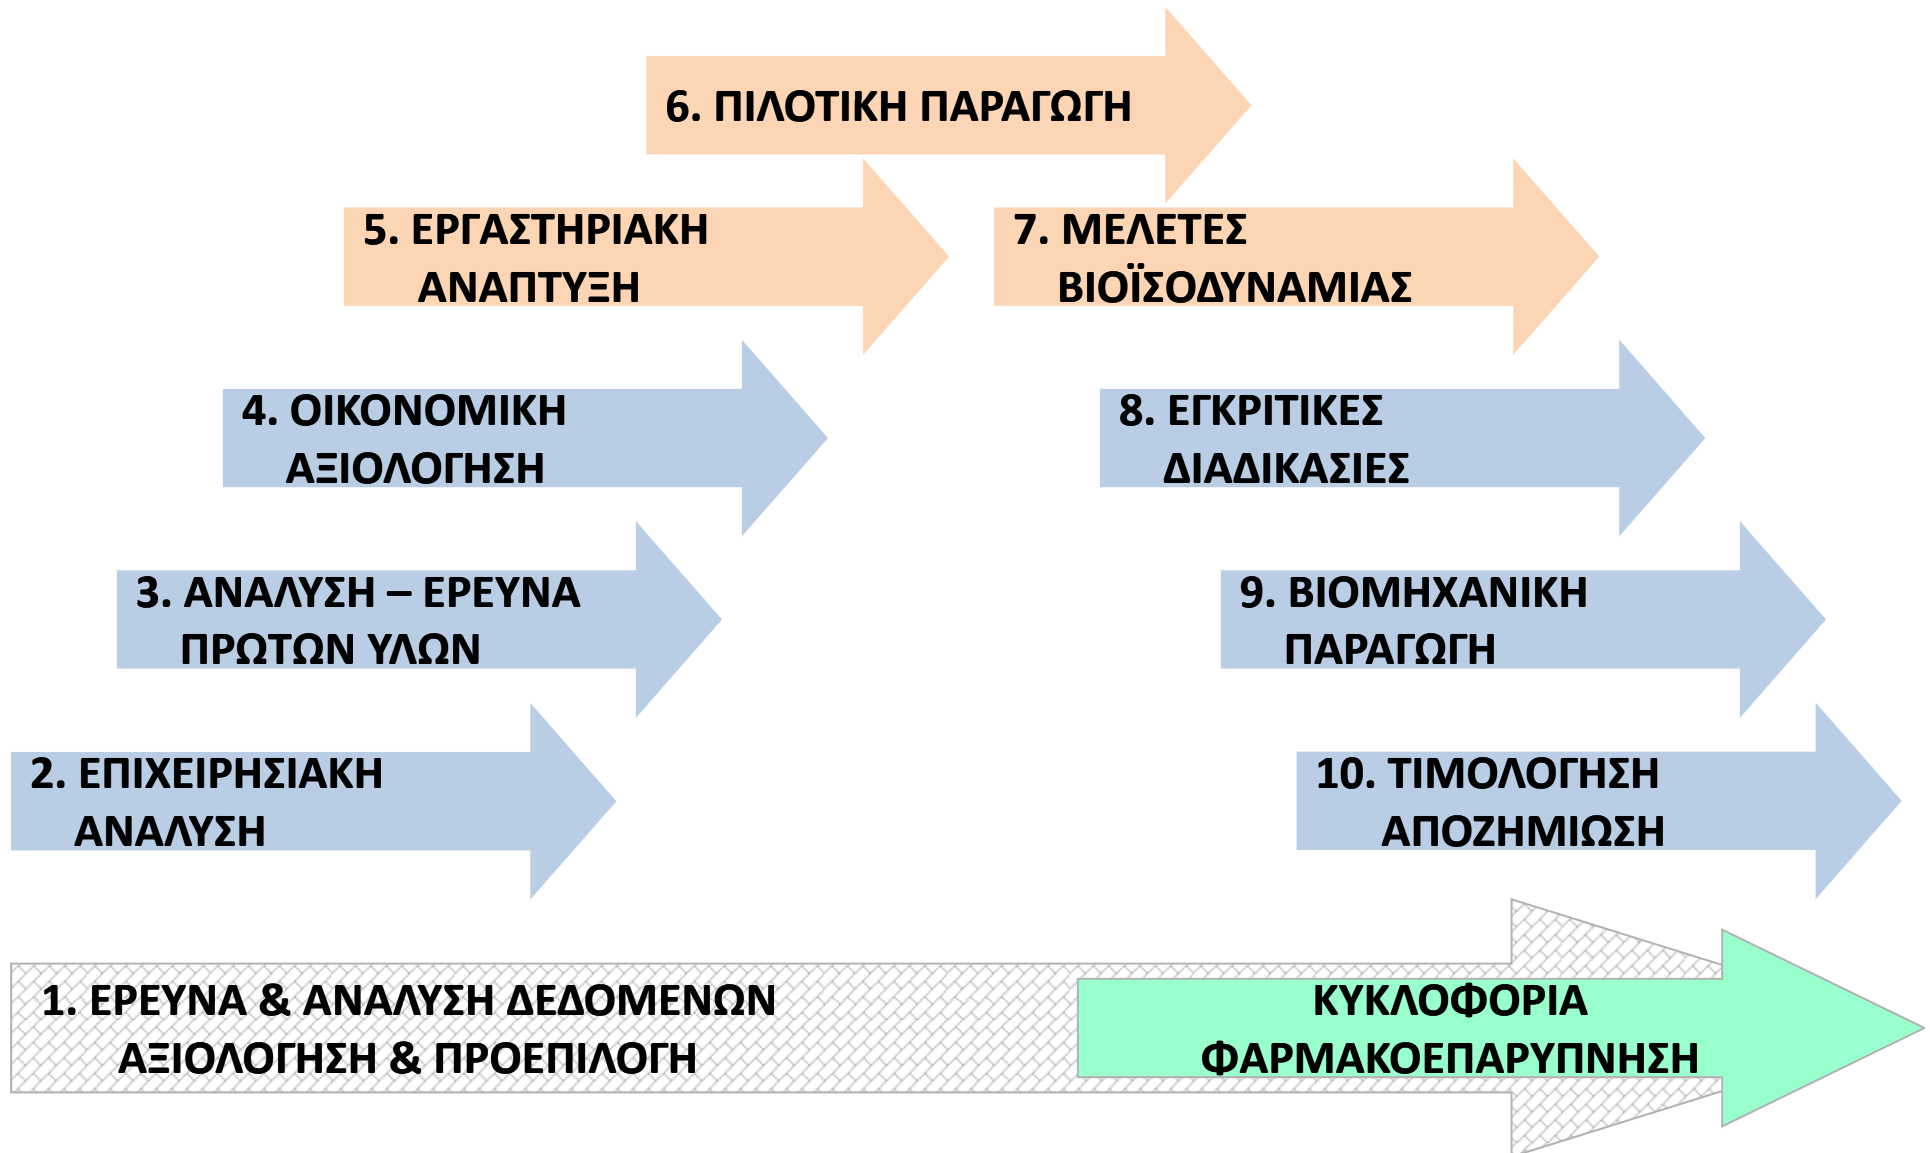 6. ΠΙΛΟΤΙΚΗ ΠΑΡΑΓΩΓΗ
5. ΕΡΓΑΣΤΗΡΙΑΚΗ
ΑΝΑΠΤΥΞΗ
7. ΜΕΛΕΤΕΣ
ΒΙΟΪΣΟΔΥΝΑΜΙΑΣ
4. ΟΙΚΟΝΟΜΙΚΗ
ΑΞΙΟΛΟΓΗΣΗ
8. ΕΓΚΡΙΤΙΚΕΣ
ΔΙΑΔΙΚΑΣΙΕΣ
3. ΑΝΑΛΥΣΗ – ΕΡΕΥΝΑ
ΠΡΩΤΩΝ ΥΛΩΝ
9. ΒΙΟΜΗΧΑΝΙΚΗ
ΠΑΡΑΓΩΓΗ
2. ΕΠΙΧΕΙΡΗΣΙΑΚΗ
ΑΝΑΛΥΣΗ
10. ΤΙΜΟΛΟΓΗΣΗ
ΑΠΟΖΗΜΙΩΣΗ
1. ΕΡΕΥΝΑ & ΑΝΑΛΥΣΗ ΔΕΔΟΜΕΝΩΝ
ΑΞΙΟΛΟΓΗΣΗ & ΠΡΟΕΠΙΛΟΓΗ
ΚΥΚΛΟΦΟΡΙΑ
ΦΑΡΜΑΚΟΕΠΑΡΥΠΝΗΣΗ